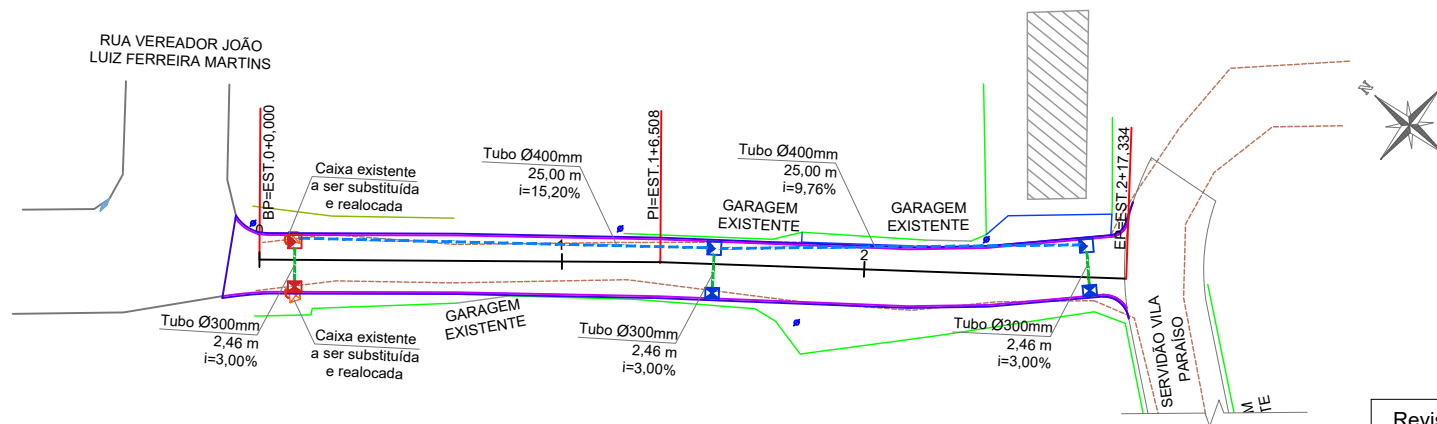 RUA VEREADOR JOÃO
LUIZ FERREIRA MARTINS
BP=EST.0+0,000
0
Caixa existente
a ser substituída
e realocada
Tubo Ø400mm
25,00 m
i=15,20%
PI=EST.1+6,508
Tubo Ø400mm
25,00 m
i=9,76%
GARAGEM
EXISTENTE
GARAGEM
EXISTENTE
EP=EST.2+17,334
N
1
2
Tubo Ø300mm
2,46 m
i=3,00%
Caixa existente
a ser substituída
e realocada
GARAGEM
EXISTENTE
Tubo Ø300mm
2,46 m
i=3,00%
Tubo Ø300mm
2,46 m
i=3,00%
SERVIDÃO VILA
PARAÍSO
M
TE
Revis